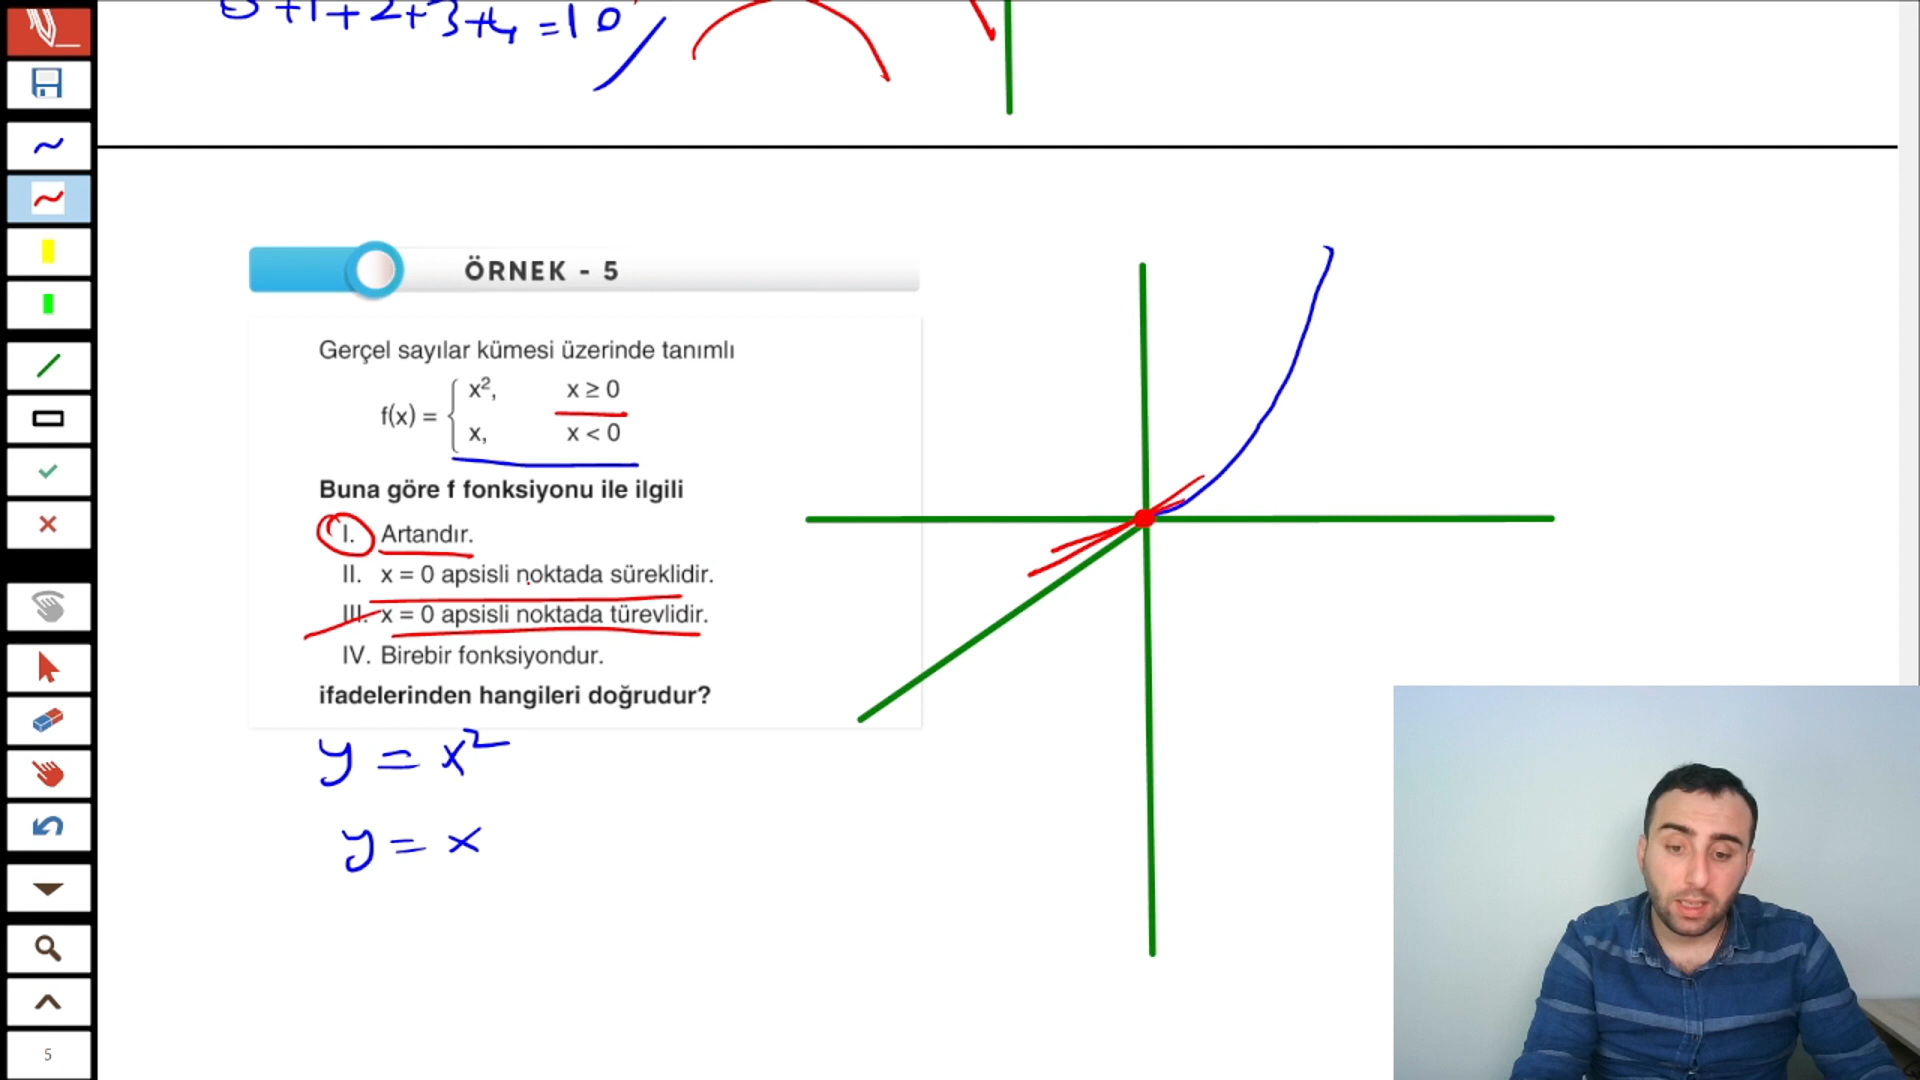 +1+2+3+4=10
ÖRNEK - 5
Gerçel sayılar kümesi üzerinde tanımlı
f(x) = { x², x ≥ 0
x, x < 0
Buna göre f fonksiyonu ile ilgili
I. Artandır.
II. x = 0 apsisli noktada süreklidir.
III. x = 0 apsisli noktada türevlidir.
IV. Birebir fonksiyondur.
ifadelerinden hangileri doğrudur?
y = x²
y = x
5